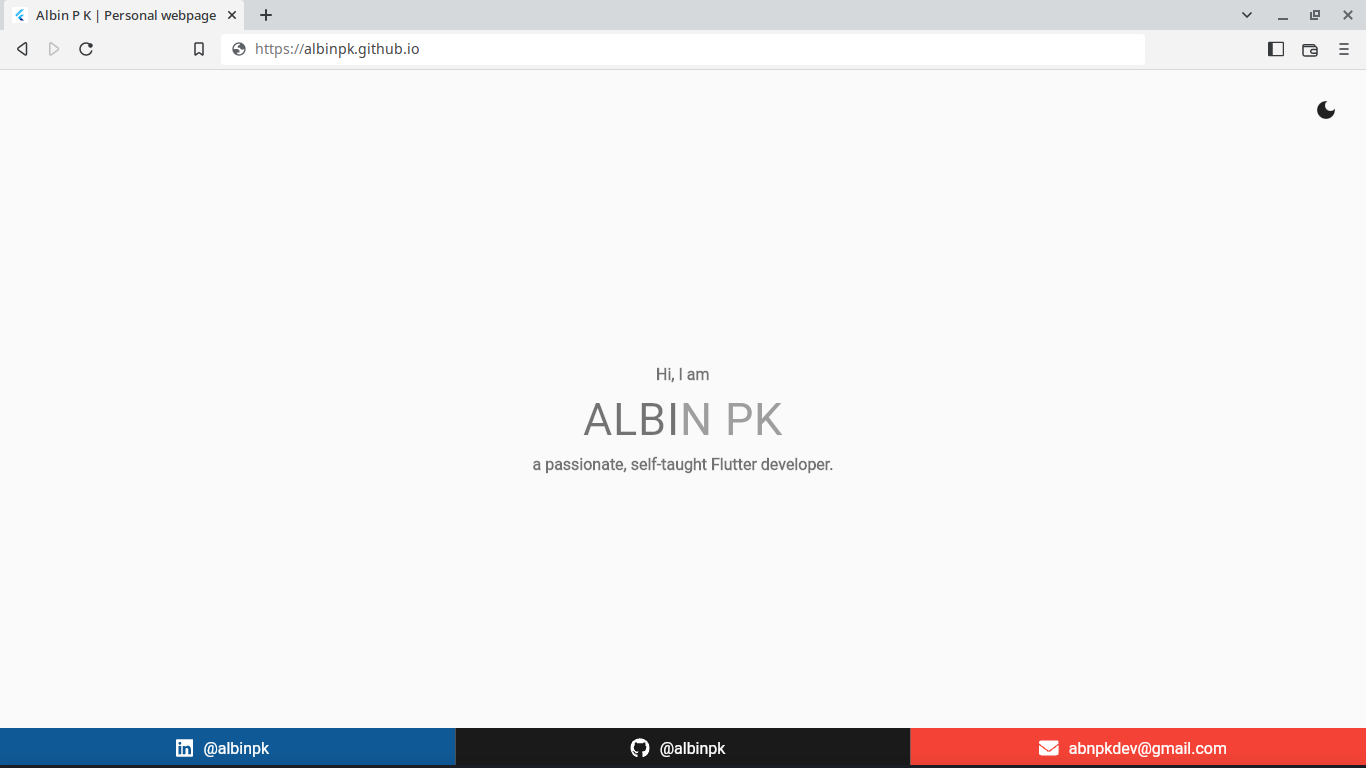 Albin P K | Personal webpage
https://albinpk.github.io
Hi, I am
ALBIN PK
a passionate, self-taught Flutter developer.
@albinpk
@albinpk
abnpkdev@gmail.com